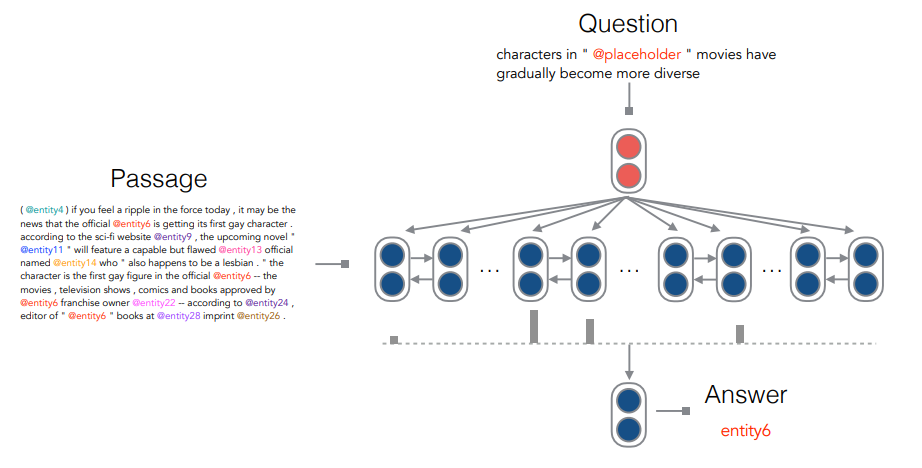 Question
characters in " @placeholder " movies have
gradually become more diverse
Passage
( @entity4 ) if you feel a ripple in the force today , it may be the
news that the official @entity6 is getting its first gay character .
according to the sci-fi website @entity9 , the upcoming novel "
@entity11 " will feature a capable but flawed @entity13 official
named @entity14 who " also happens to be a lesbian . " the
character is the first gay figure in the official @entity6 -- the
movies , television shows , comics and books approved by
@entity6 franchise owner @entity22 -- according to @entity24 ,
editor of " @entity6 " books at @entity28 imprint @entity26 .
... ... ... 
Answer
entity6